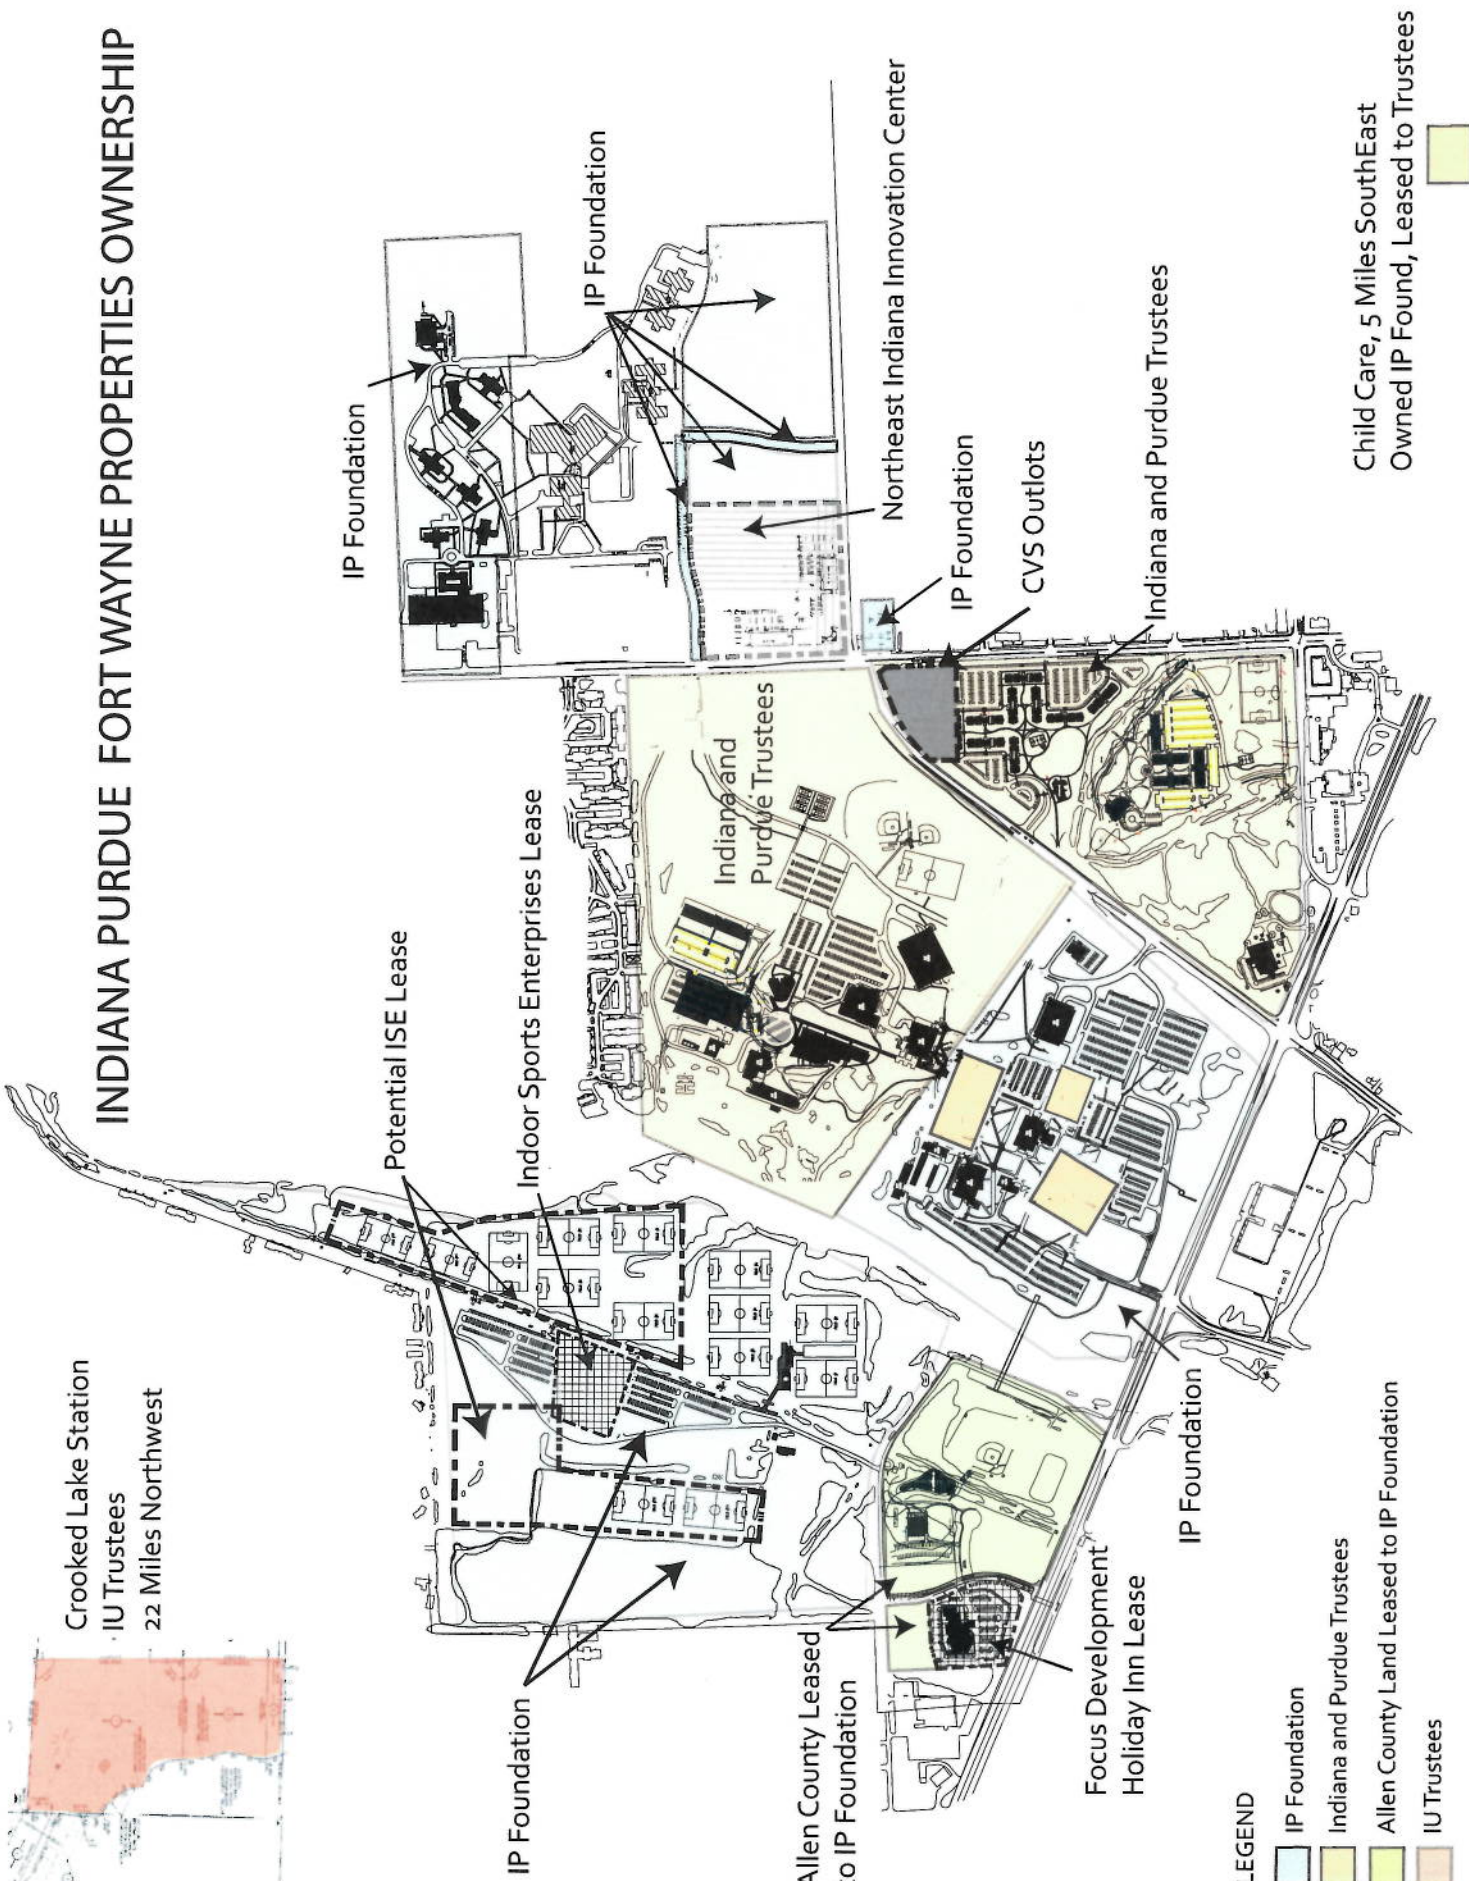 INDIANA PURDUE FORT WAYNE PROPERTIES OWNERSHIP
Crooked Lake Station
IU Trustees
22 Miles Northwest
Potential ISE Lease
Indoor Sports Enterprises Lease
IP Foundation
IP Foundation
Northeast Indiana Innovation Center
IP Foundation
CVS Outlots
Indiana and Purdue Trustees
Indiana and
Purdue Trustees
Child Care, 5 Miles SouthEast
Owned IP Found, Leased to Trustees
IP Foundation
Allen County Leased
to IP Foundation
Focus Development
Holiday Inn Lease
IP Foundation
LEGEND
IP Foundation
Indiana and Purdue Trustees
Allen County Land Leased to IP Foundation
IU Trustees